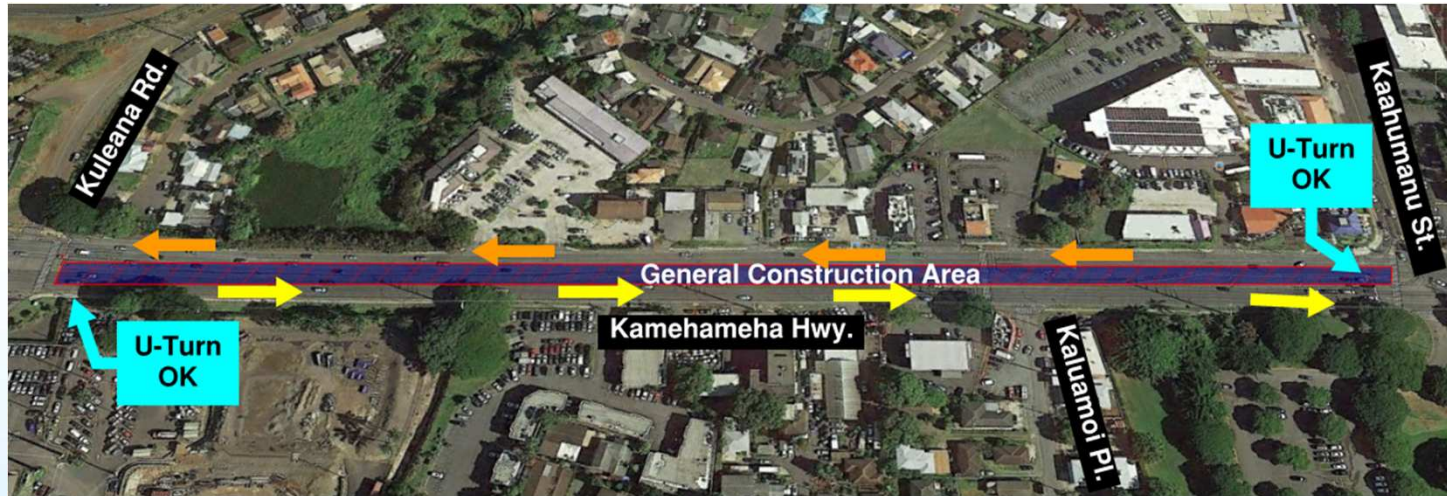 Kuleana Rd.
Kaahumanu St.
U-Turn
OK
General Construction Area
U-Turn
OK
Kamehameha Hwy.
Kaluamoi Pl.